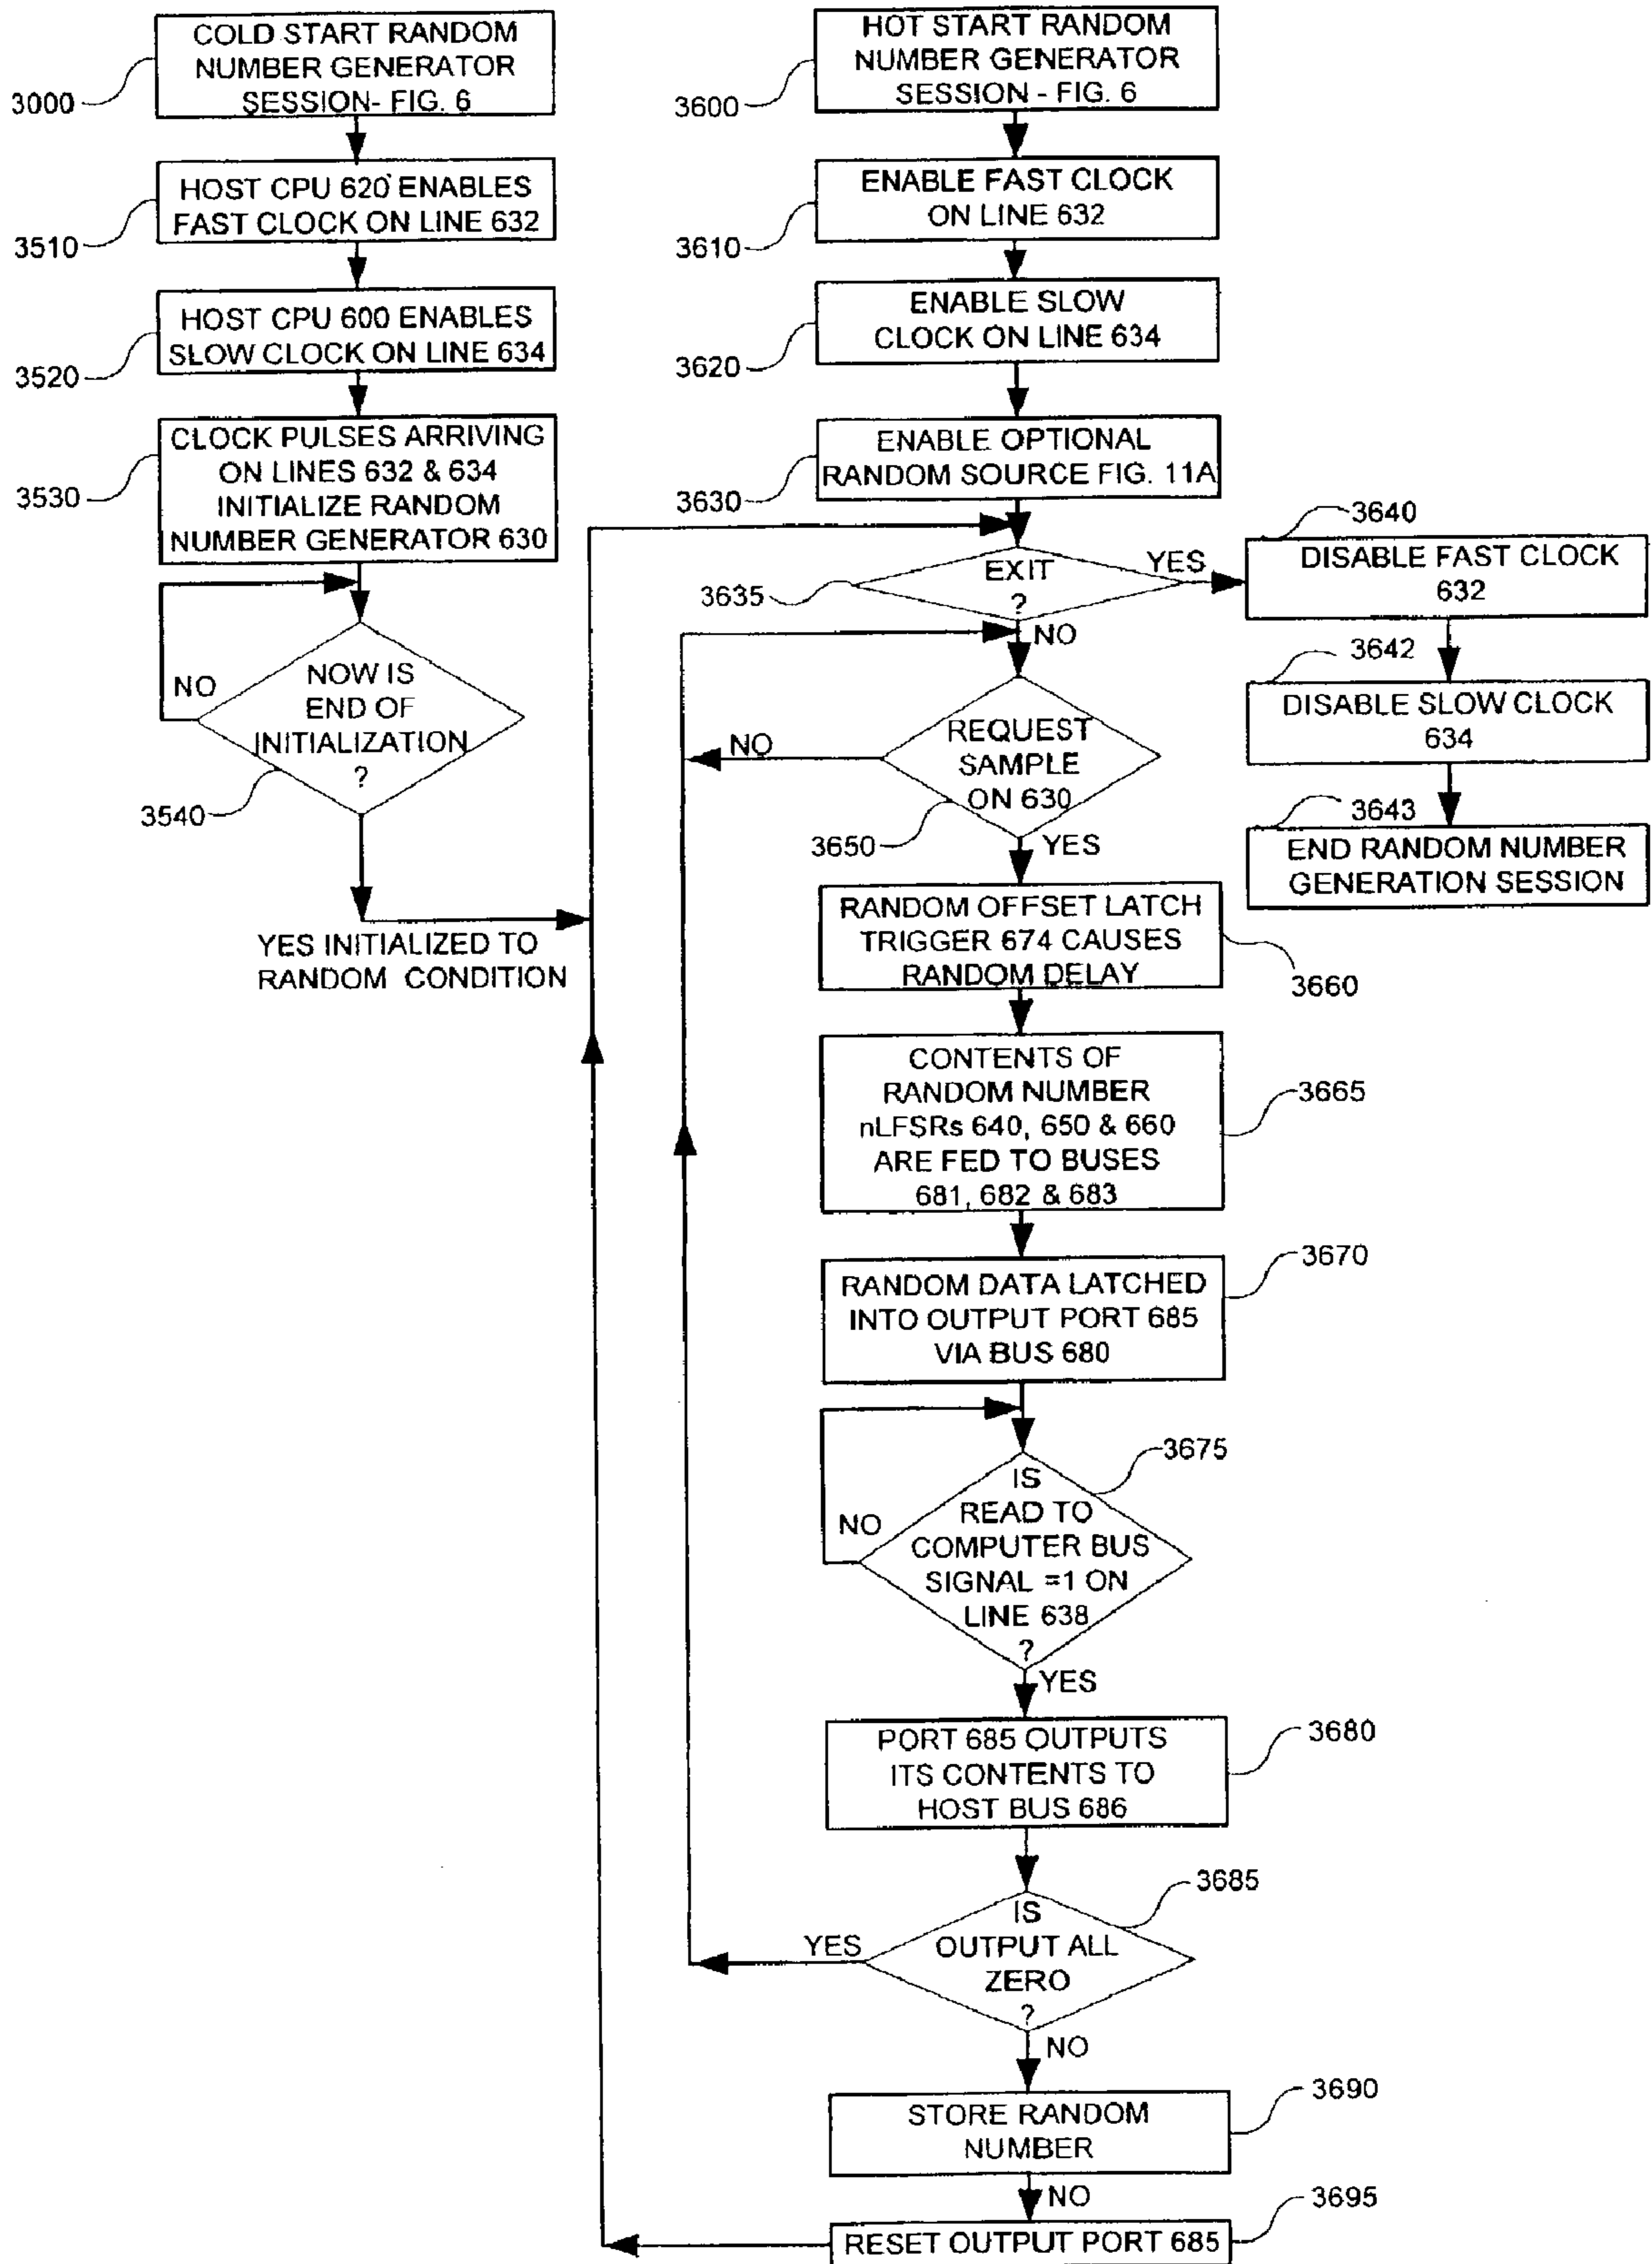 COLD START RANDOM
NUMBER GENERATOR
SESSION- FIG. 6
3000
HOST CPU 620' ENABLES
FAST CLOCK ON LINE 632
3510
HOST CPU 600 ENABLES
SLOW CLOCK ON LINE 634
3520
CLOCK PULSES ARRIVING
ON LINES 632 & 634
INITIALIZE RANDOM
NUMBER GENERATOR 630
3530
NO
NOW IS
END OF
INITIALIZATION
?
3540
YES INITIALIZED TO
RANDOM CONDITION
HOT START RANDOM
NUMBER GENERATOR
SESSION - FIG. 6
3600
ENABLE FAST CLOCK
ON LINE 632
3610
ENABLE SLOW
CLOCK ON LINE 634
3620
ENABLE OPTIONAL
RANDOM SOURCE FIG. 11A
3630
EXIT
?
3635
YES
NO
3640
DISABLE FAST CLOCK
632
3642
DISABLE SLOW CLOCK
634
3643
END RANDOM NUMBER
GENERATION SESSION
NO
REQUEST
SAMPLE
ON 630
3650
YES
RANDOM OFFSET LATCH
TRIGGER 674 CAUSES
RANDOM DELAY
3660
CONTENTS OF
RANDOM NUMBER
nLFSRs 640, 650 & 660
ARE FED TO BUSES
681, 682 & 683
3665
RANDOM DATA LATCHED
INTO OUTPUT PORT 685
VIA BUS 680
3670
NO
IS
READ TO
COMPUTER BUS
SIGNAL =1 ON
LINE 638
?
3675
YES
PORT 685 OUTPUTS
ITS CONTENTS TO
HOST BUS 686
3680
YES
IS
OUTPUT ALL
ZERO
?
3685
NO
STORE RANDOM
NUMBER
3690
NO
RESET OUTPUT PORT 685
3695